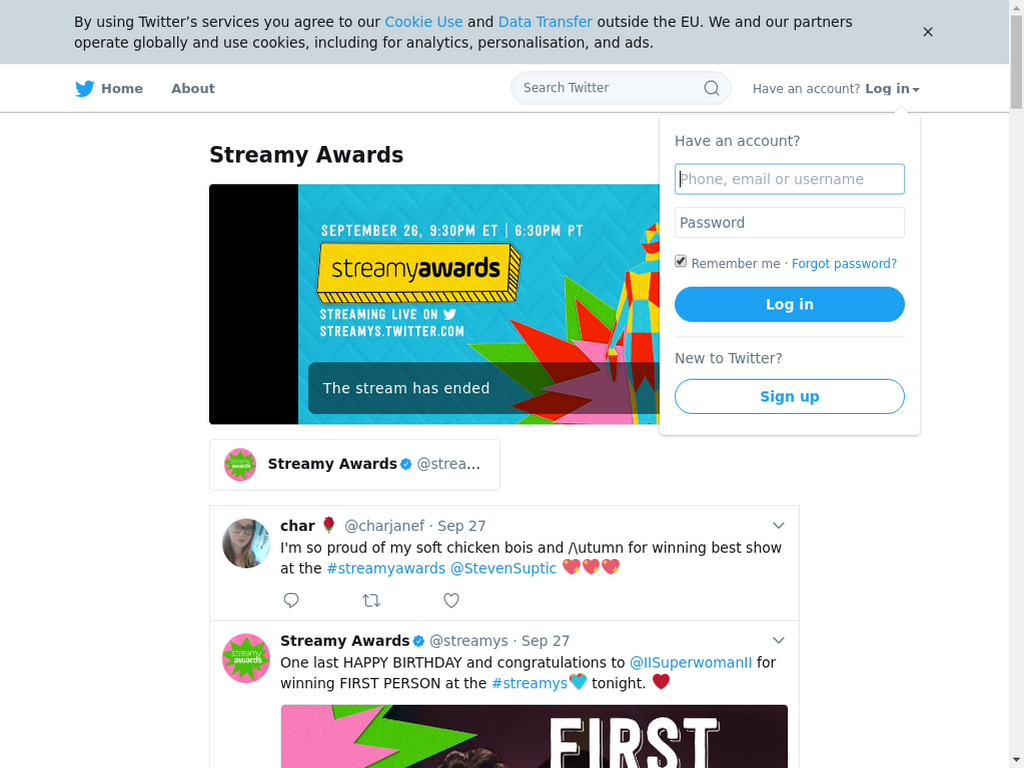 By using Twitter’s services you agree to our Cookie Use and Data Transfer outside the EU. We and our partners
operate globally and use cookies, including for analytics, personalisation, and ads.
Home
About
Search Twitter
Have an account? Log in
Streamy Awards
SEPTEMBER 26, 9:30PM ET | 6:30PM PT
streamyawards
STREAMING LIVE ON
STREAMYS.TWITTER.COM
The stream has ended
Have an account?
Phone, email or username
Password
Remember me · Forgot password?
Log in
New to Twitter?
Sign up
streamy
awards
Streamy Awards @strea...
char 🌹 @charjanef · Sep 27
I'm so proud of my soft chicken bois and /\utumn for winning best show
at the #streamyawards @StevenSuptic 💖💖💖
streamy
awards
Streamy Awards @streamys · Sep 27
One last HAPPY BIRTHDAY and congratulations to @IISuperwomanII for
winning FIRST PERSON at the #streamys tonight. ❤
FIRST